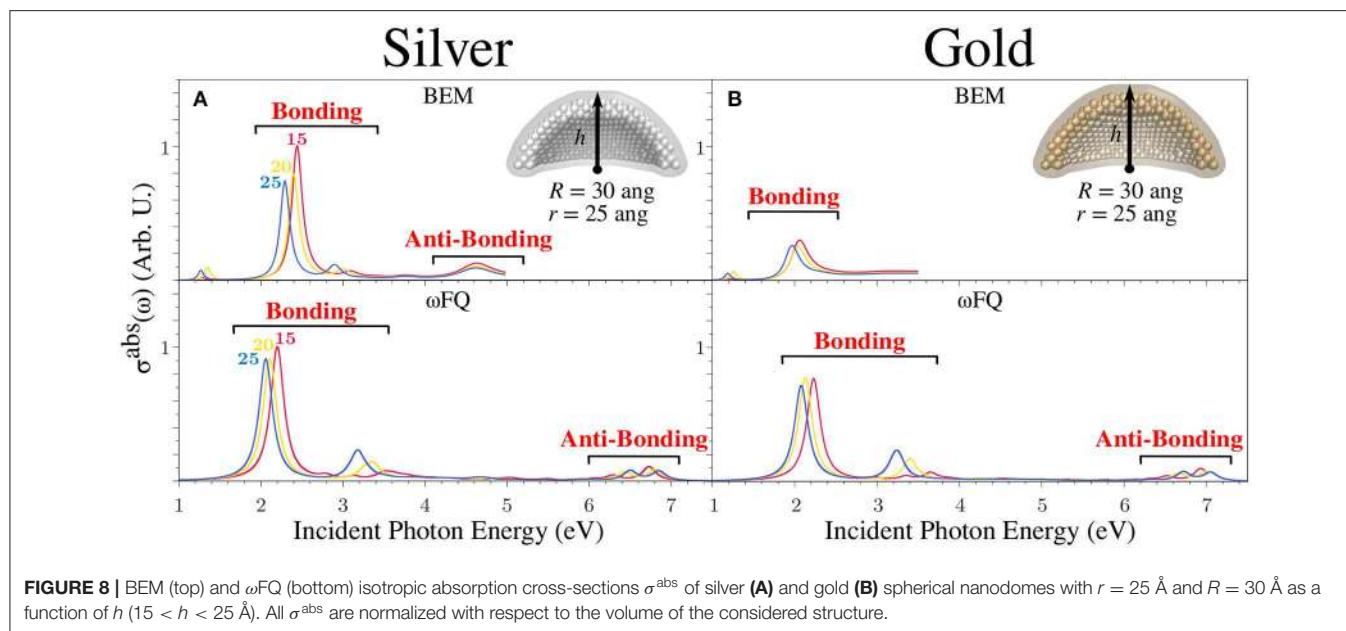 Silver
Gold
A
BEM
Bonding
15
20
25
h
R = 30 ang
r = 25 ang
Anti-Bonding
1
B
BEM
Bonding
h
R = 30 ang
r = 25 ang
1
σabs(ω) (Arb. U.)
ωFQ
Bonding
15
20
25
Anti-Bonding
1
ωFQ
Bonding
Anti-Bonding
1
1 2 3 4 5 6 7
1 2 3 4 5 6 7
Incident Photon Energy (eV)
Incident Photon Energy (eV)
FIGURE 8 | BEM (top) and ωFQ (bottom) isotropic absorption cross-sections σabs of silver (A) and gold (B) spherical nanodomes with r = 25 Å and R = 30 Å as a
function of h (15 < h < 25 Å). All σabs are normalized with respect to the volume of the considered structure.